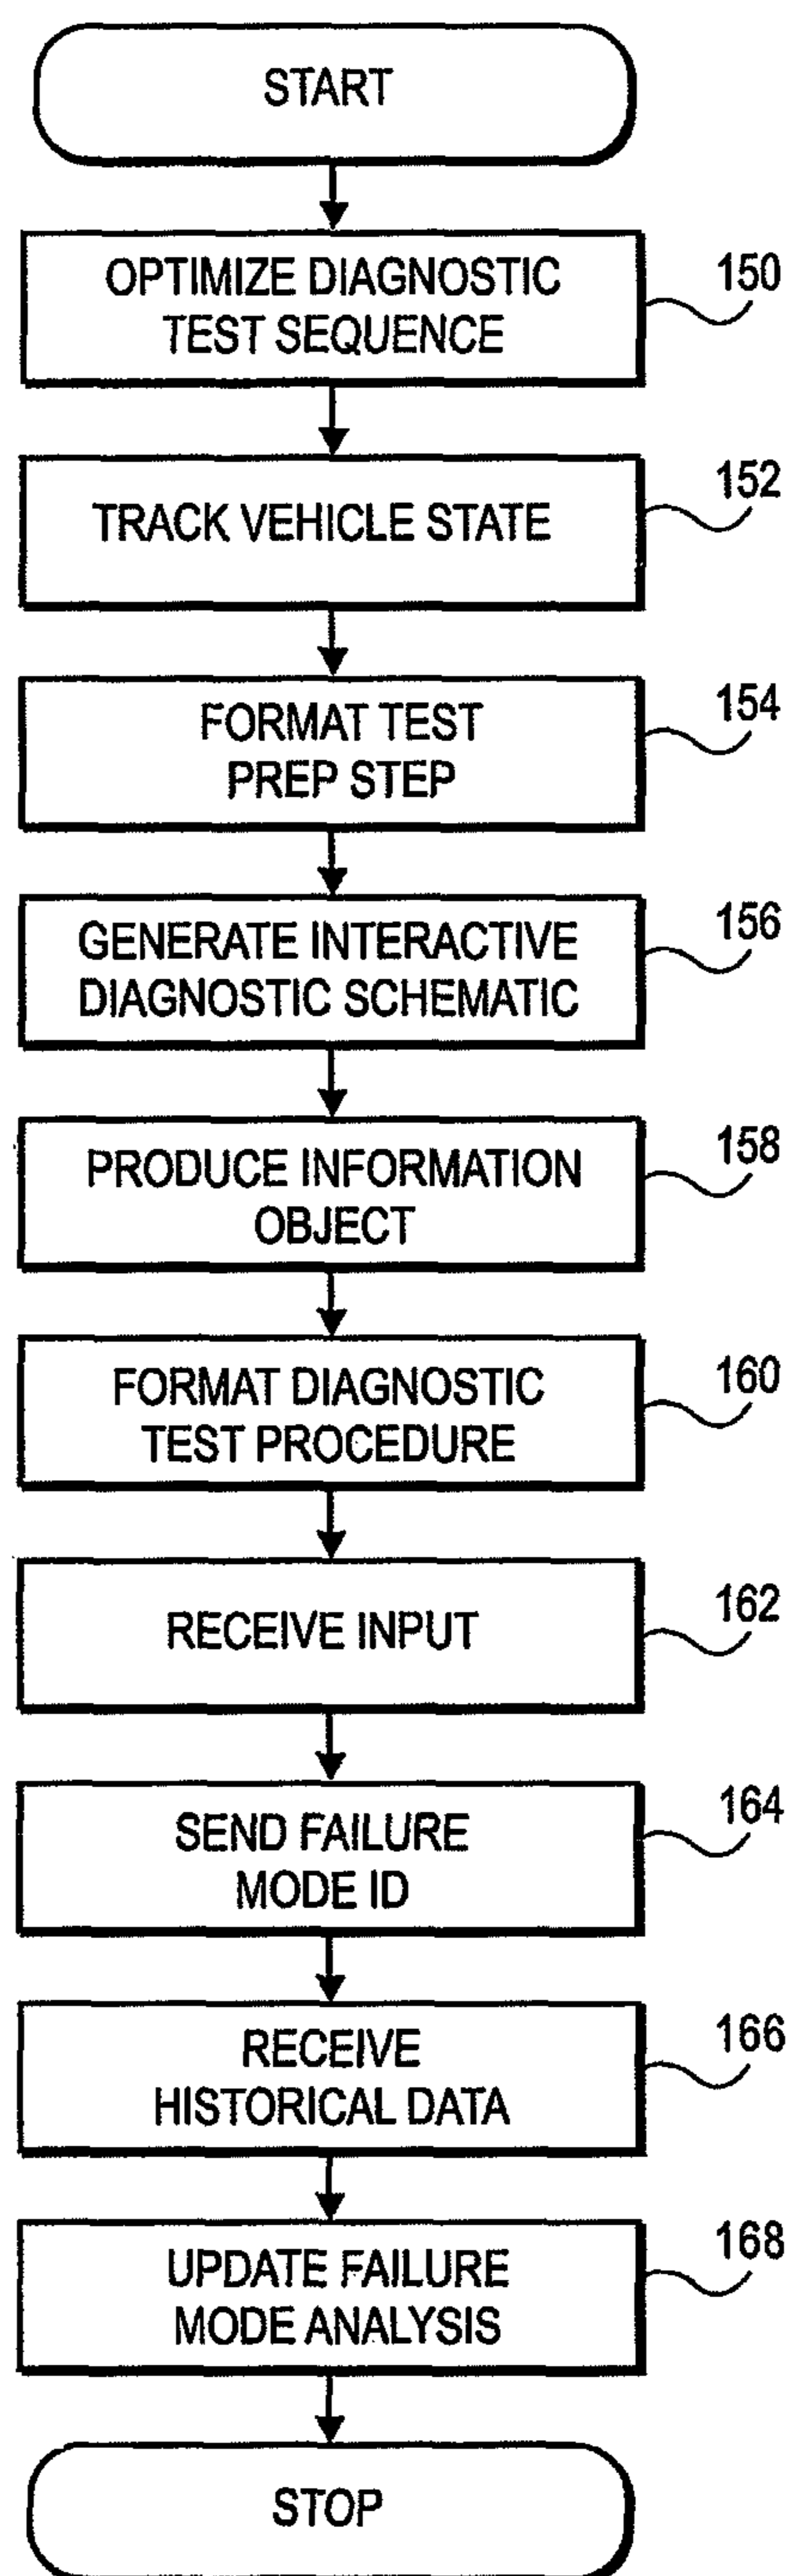 START
OPTIMIZE DIAGNOSTIC
TEST SEQUENCE
150
TRACK VEHICLE STATE
152
FORMAT TEST
PREP STEP
154
GENERATE INTERACTIVE
DIAGNOSTIC SCHEMATIC
156
PRODUCE INFORMATION
OBJECT
158
FORMAT DIAGNOSTIC
TEST PROCEDURE
160
RECEIVE INPUT
162
SEND FAILURE
MODE ID
164
RECEIVE
HISTORICAL DATA
166
UPDATE FAILURE
MODE ANALYSIS
168
STOP